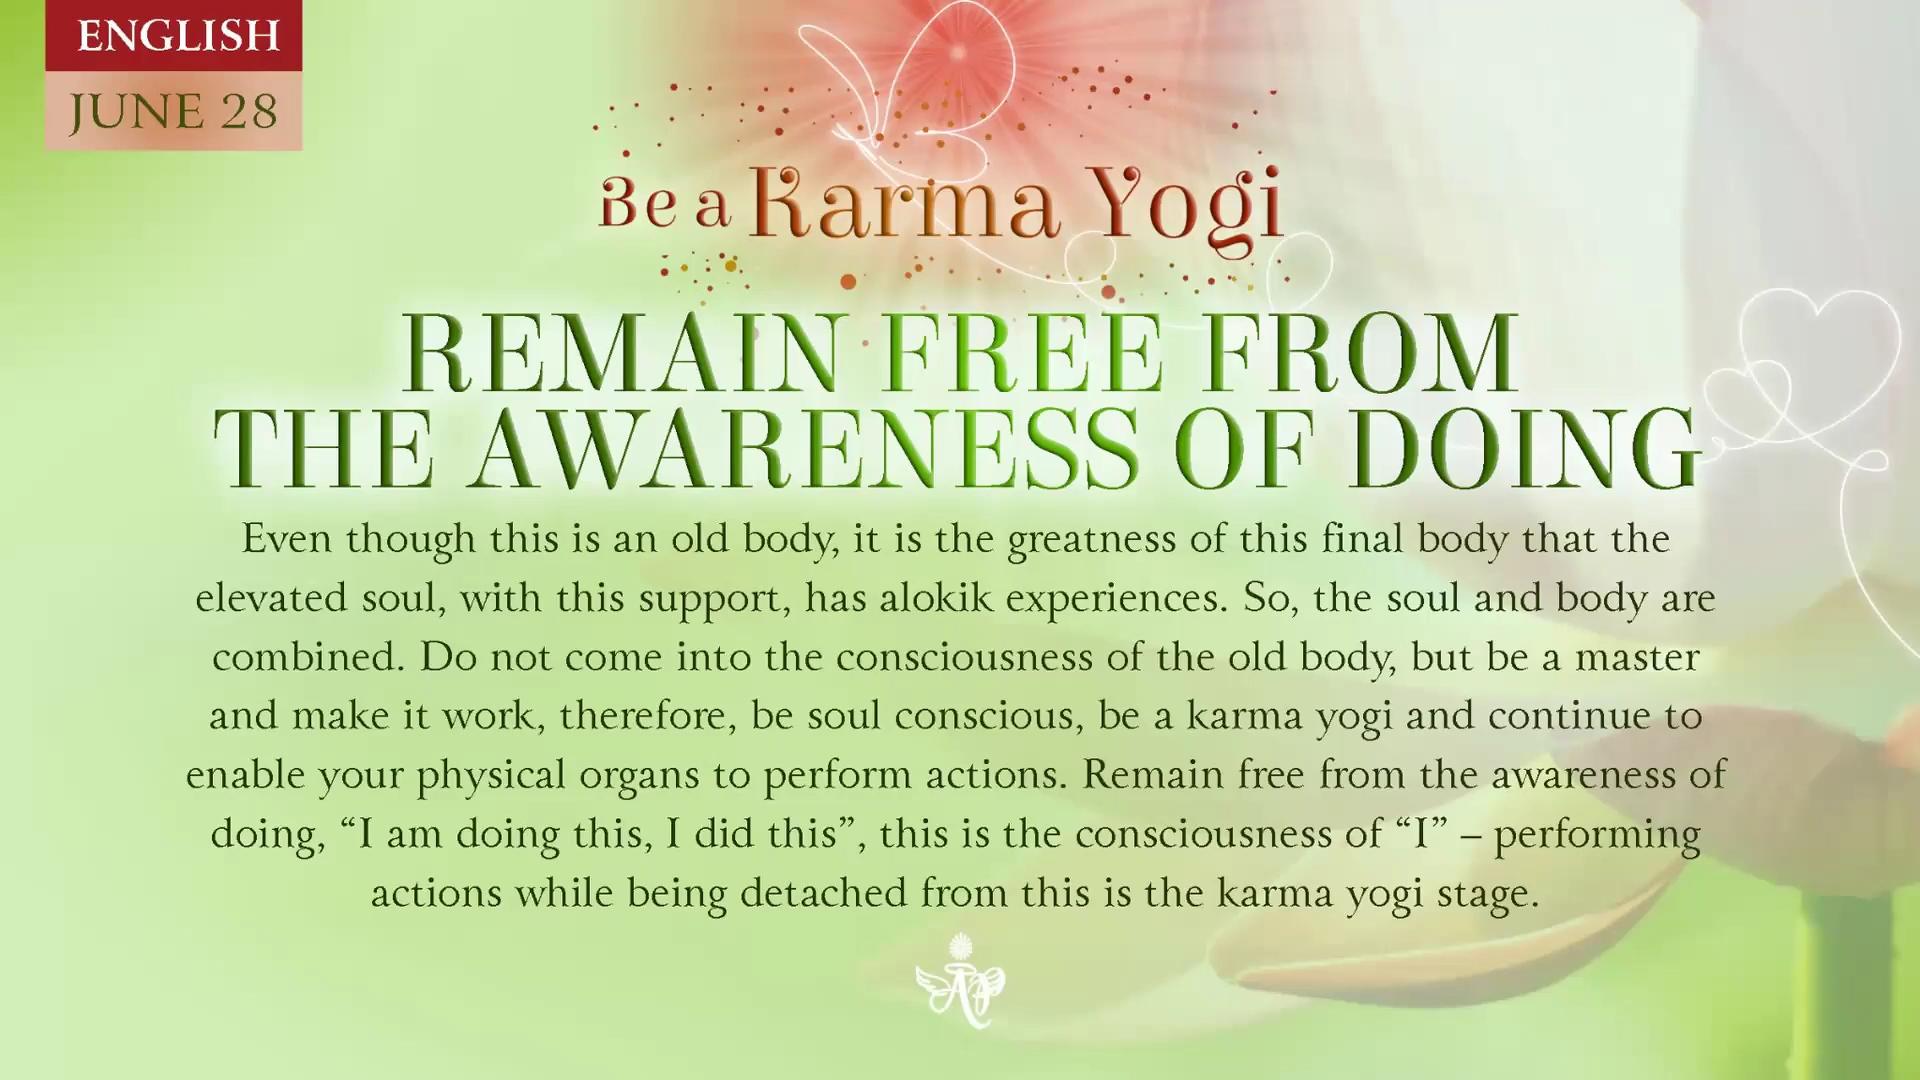 ENGLISH
JUNE 28
Be a Karma Yogi
REMAIN FREE FROM
THE AWARENESS OF DOING
Even though this is an old body, it is the greatness of this final body that the
elevated soul, with this support, has alokik experiences. So, the soul and body are
combined. Do not come into the consciousness of the old body, but be a master
and make it work, therefore, be soul conscious, be a karma yogi and continue to
enable your physical organs to perform actions. Remain free from the awareness of
doing, “I am doing this, I did this”, this is the consciousness of “I” – performing
actions while being detached from this is the karma yogi stage.